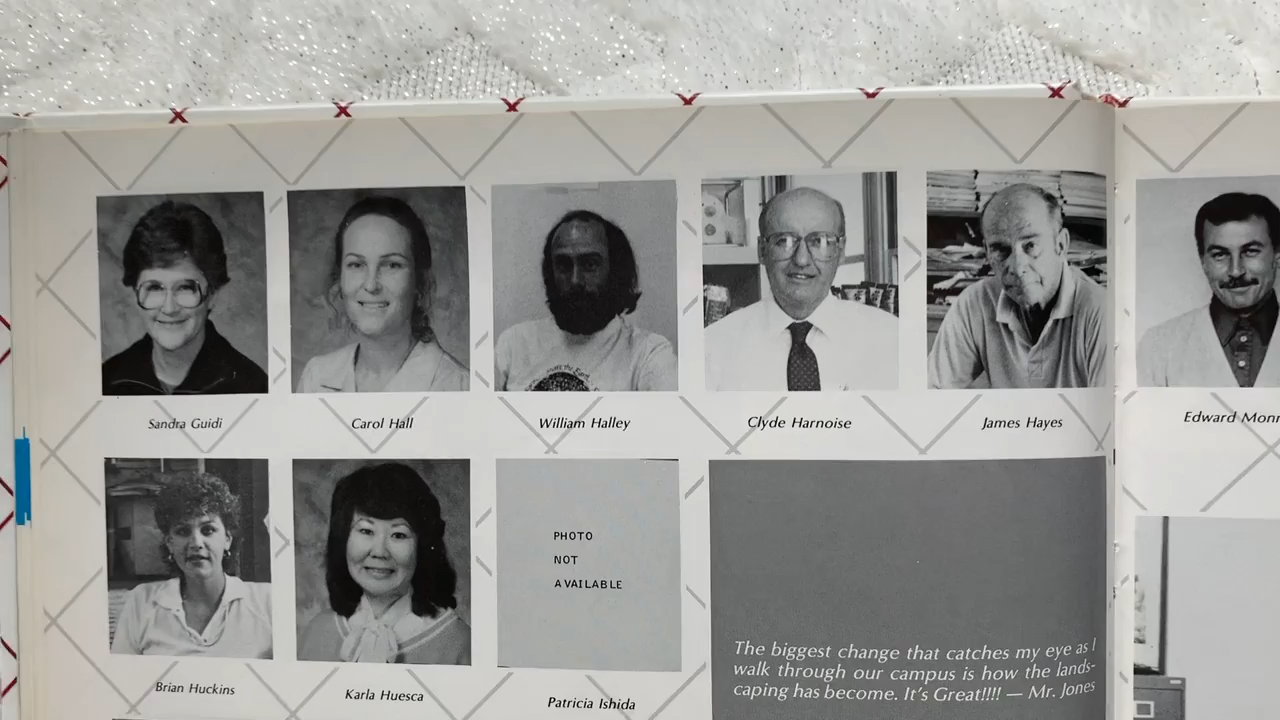 Sandra Guidi
Carol Hall
William Halley
Clyde Harnoise
James Hayes
Edward
Brian Huckins
Karla Huesca
PHOTO
NOT
AVAILABLE
Patricia Ishida
The biggest change that catches my eye as I
walk through our campus is how the lands-
caping has become. It's Great!!!! — Mr. Jones